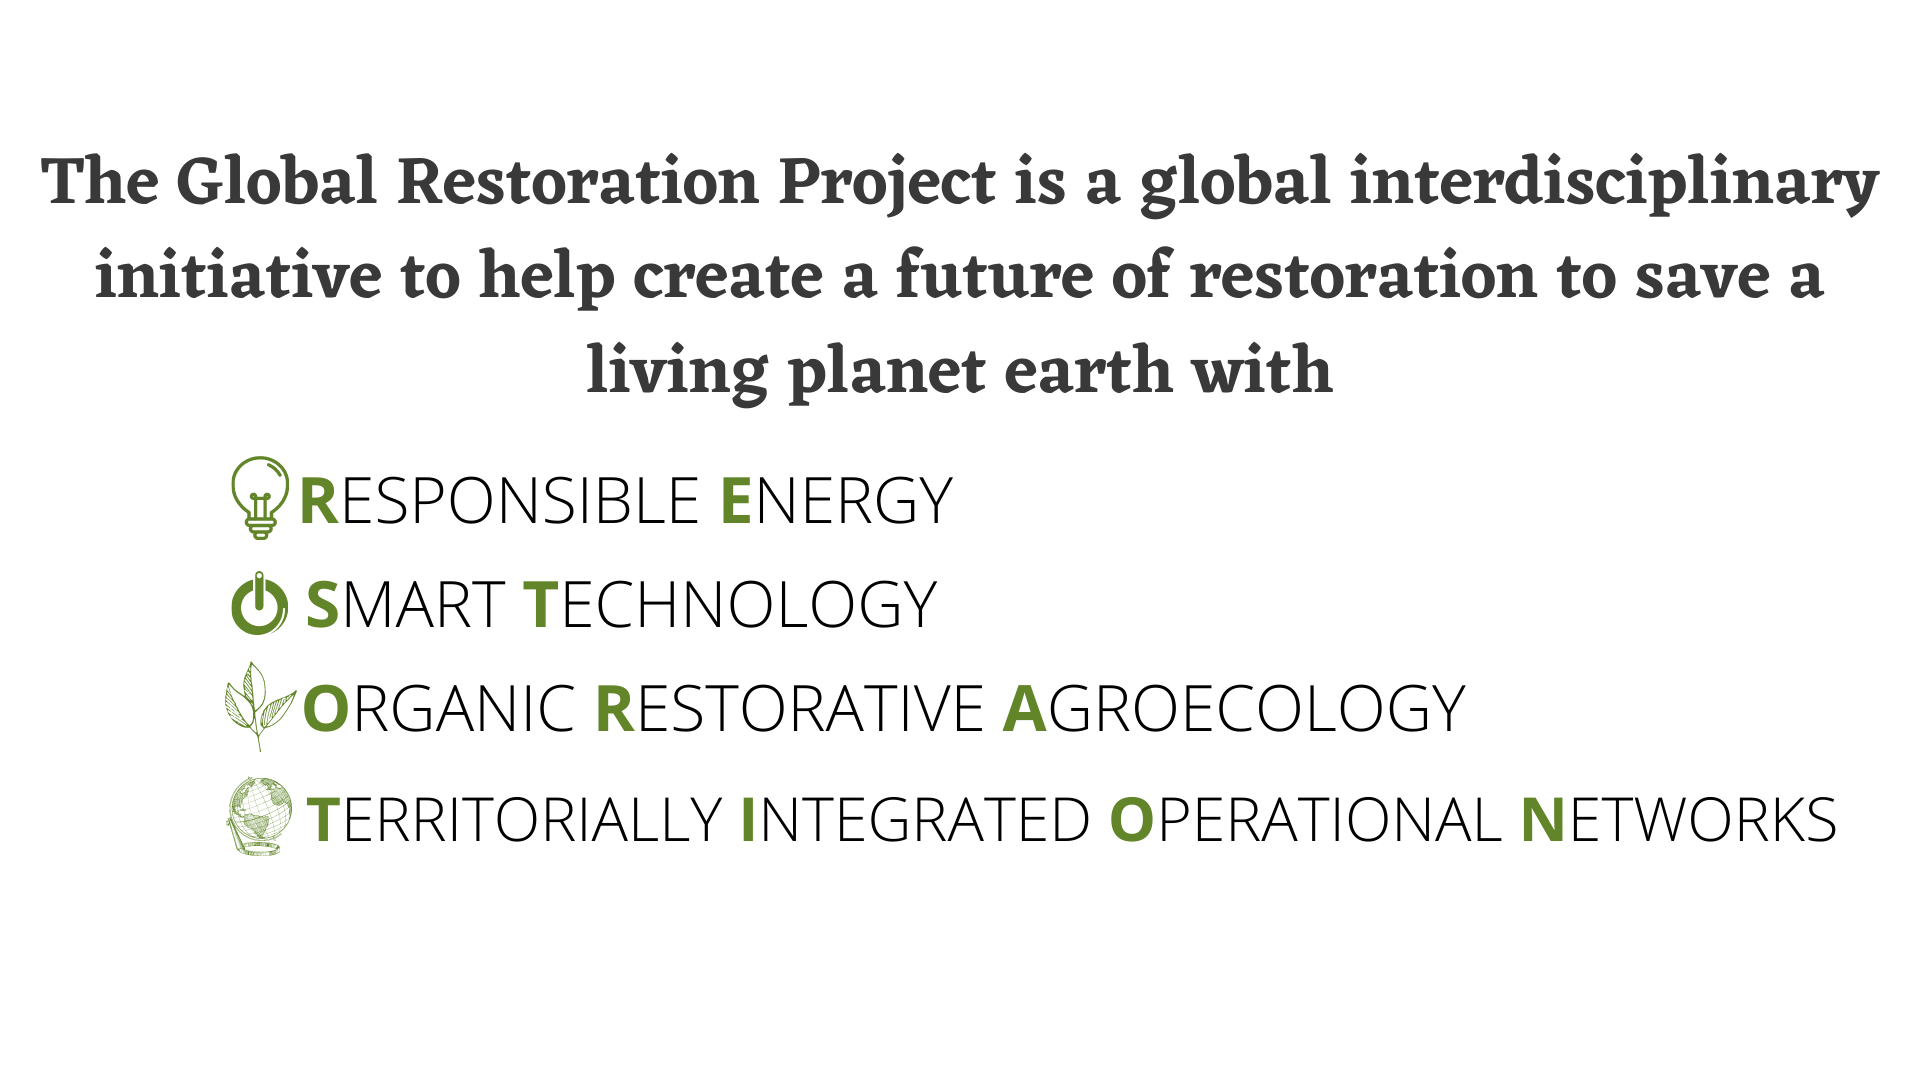 The Global Restoration Project is a global interdisciplinary
initiative to help create a future of restoration to save a
living planet earth with
RESPONSIBLE ENERGY
SMART TECHNOLOGY
ORGANIC RESTORATIVE AGROECOLOGY
TERRITORIALLY INTEGRATED OPERATIONAL NETWORKS